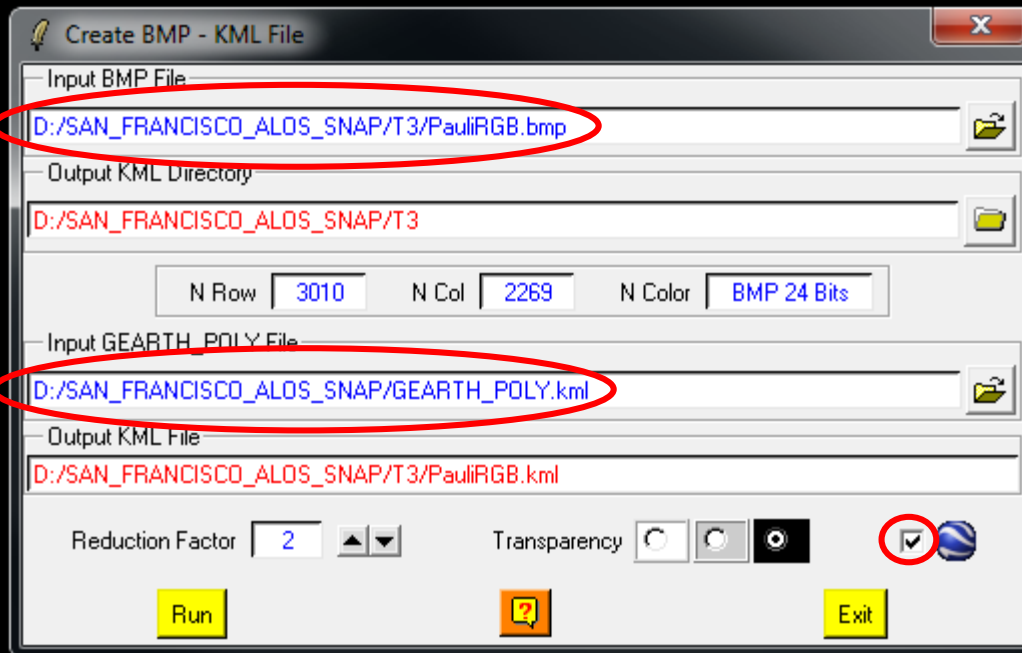 Create BMP - KML File
Input BMP File
D:/SAN_FRANCISCO_ALOS_SNAP/T3/PauliRGB.bmp
Output KML Directory
D:/SAN_FRANCISCO_ALOS_SNAP/T3
N Row 3010 N Col 2269 N Color BMP 24 Bits
Input GEARTH_POLY File
D:/SAN_FRANCISCO_ALOS_SNAP/GEARTH_POLY.kml
Output KML File
D:/SAN_FRANCISCO_ALOS_SNAP/T3/PauliRGB.kml
Reduction Factor 2 Transparency
Run ? Exit